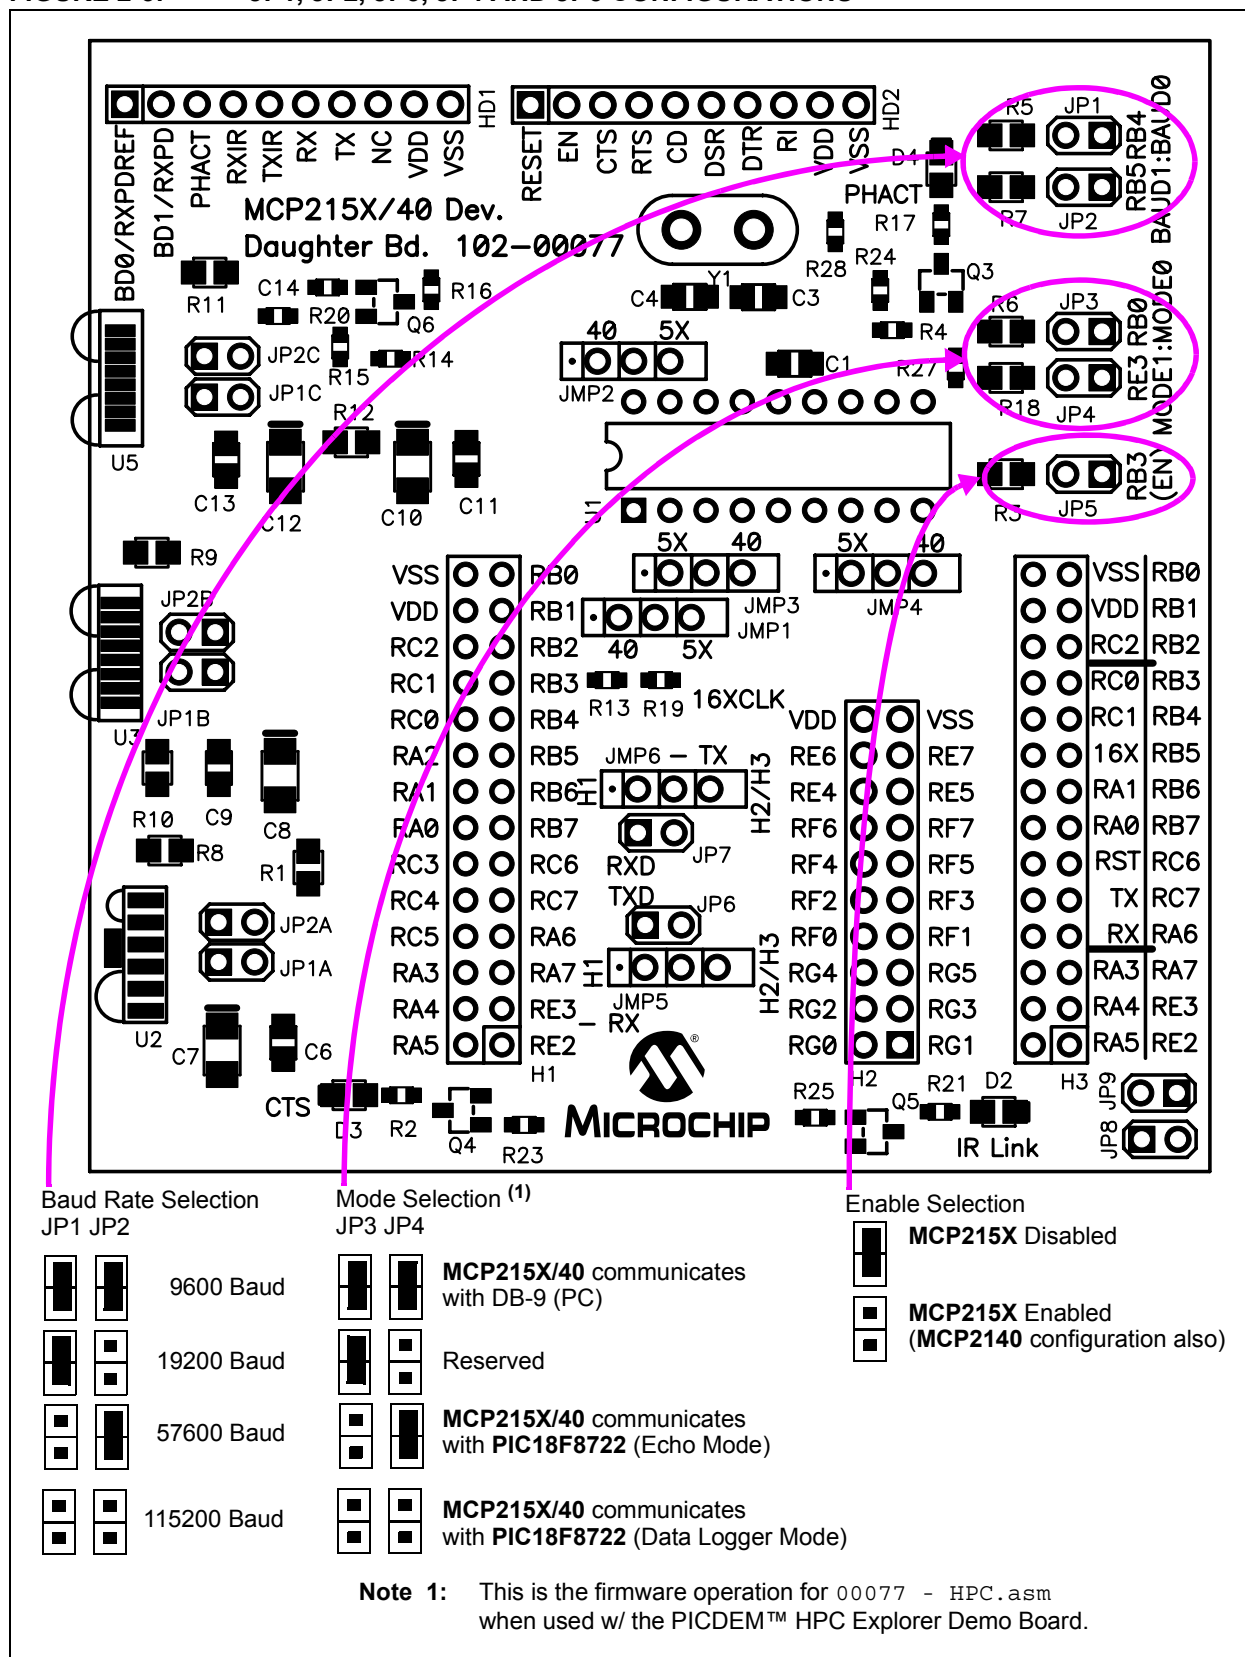 HD1
HD2
BD0/RXPDREF
BD1/RXPD
PHACT
RXIR
TXIR
RX
TX
NC
VDD
VSS
RESET
EN
CTS
RTS
CD
DSR
DTR
RI
VDD
VSS
R5 JP1
D4
RB5RB4
BAUD1:BAUD0
PHACT
R7 JP2
MCP215X/40 Dev.
Daughter Bd. 102-00077
R17
R28
R24
Q3
Y1
R11
C14
R16
R20
Q6
C4
C3
R6 JP3
RE3 RB0
MODE1:MODE0
R4
40 5X
JP2C
R15
R14
JMP2
C1
R27
R18 JP4
JP1C
R12
U5
C13
C12
C10
C11
U1
R3 JP5
RB3
(EN)
R9
5X 40
5X 40
JMP3
JMP4
JMP1
40 5X
VSS RB0
VDD RB1
RC2 RB2
RC1 RB3
RC0 RB4
RA2 RB5
RA1 RB6
RA0 RB7
RC3 RC6
RC4 RC7
RC5 RA6
RA3 RA7
RA4 RE3
RA5 RE2
H1
JP2B
JP1B
U3
R13 R19 16XCLK
R10
C9
C8
R8
R1
JMP6 - TX
H1
H2/H3
JP7
RXD
TXD
JP6
H1
H2/H3
JMP5
- RX
VDD VSS
RE6 RE7
RE4 RE5
RF6 RF7
RF4 RF5
RF2 RF3
RF0 RF1
RG4 RG5
RG2 RG3
RG0 RG1
H2
VSS RB0
VDD RB1
RC2 RB2
RC0 RB3
RC1 RB4
16X RB5
RA1 RB6
RA0 RB7
RST RC6
TX RC7
RX RA6
RA3 RA7
RA4 RE3
RA5 RE2
H3
JP2A
JP1A
U2
C7
C6
CTS
D3
R2
Q4
R23
MICROCHIP
®
R25
Q5
R21
D2
IR Link
JP9
JP8
Baud Rate Selection
JP1 JP2
9600 Baud
19200 Baud
57600 Baud
115200 Baud
Mode Selection (1)
JP3 JP4
MCP215X/40 communicates
with DB-9 (PC)
Reserved
MCP215X/40 communicates
with PIC18F8722 (Echo Mode)
MCP215X/40 communicates
with PIC18F8722 (Data Logger Mode)
Enable Selection
MCP215X Disabled
MCP215X Enabled
(MCP2140 configuration also)
Note 1: This is the firmware operation for 00077 - HPC.asm
when used w/ the PICDEM™ HPC Explorer Demo Board.